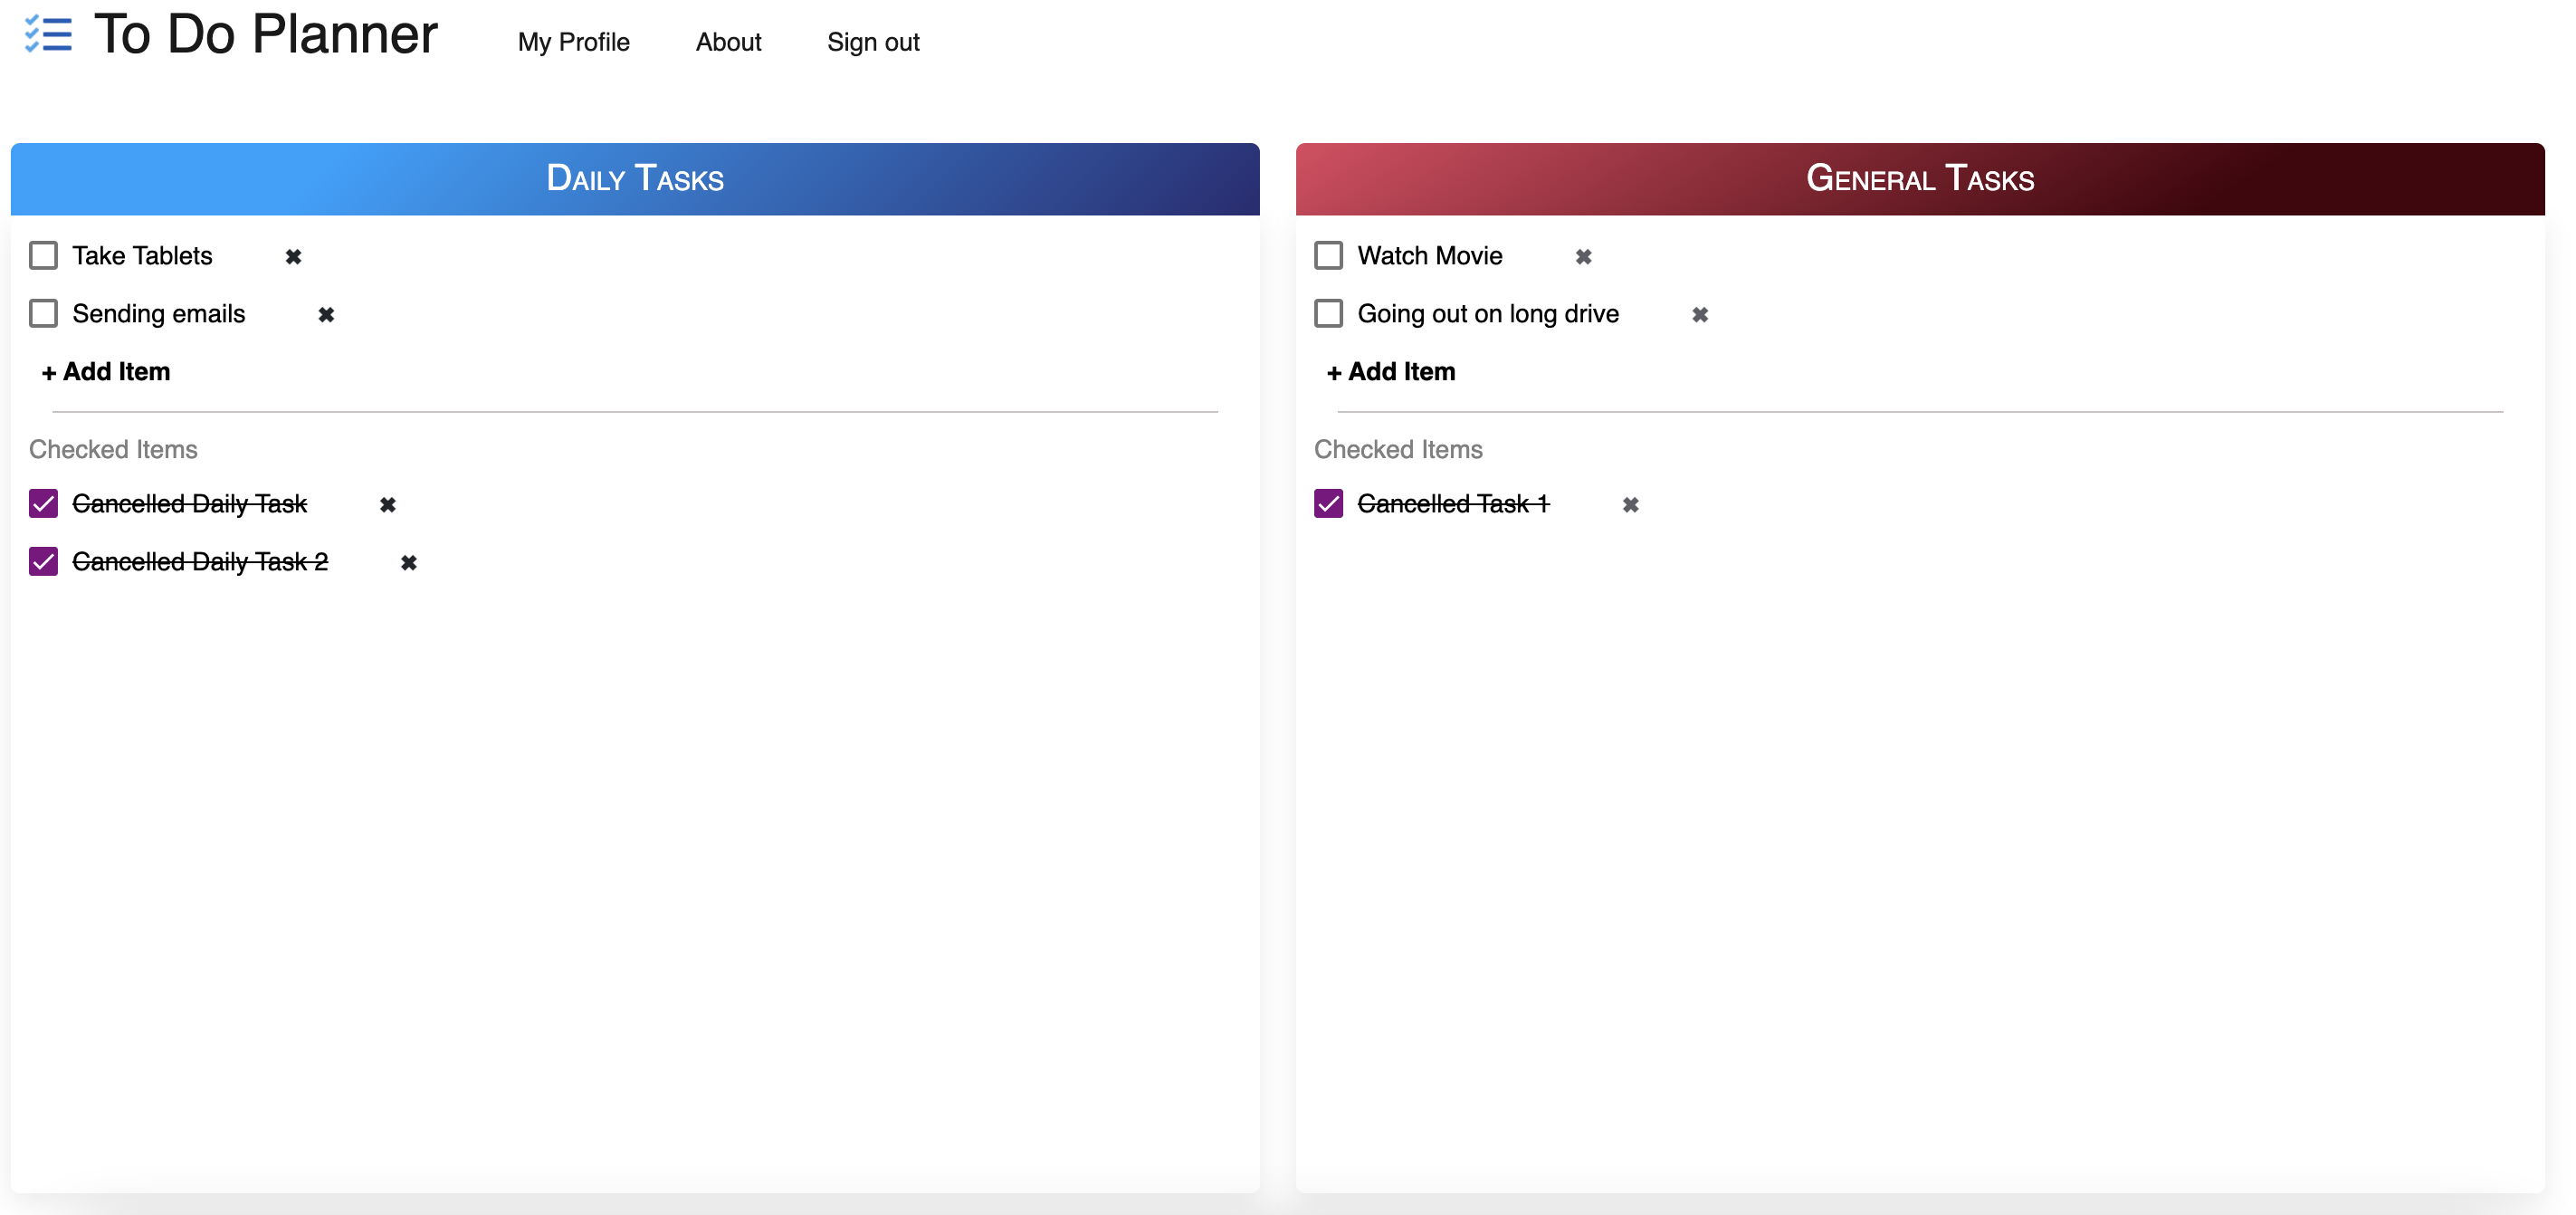 To Do Planner
My Profile
About
Sign out
Daily Tasks
Take Tablets ✖
Sending emails ✖
+ Add Item
Checked Items
Cancelled Daily Task ✖
Cancelled Daily Task 2 ✖
General Tasks
Watch Movie ✖
Going out on long drive ✖
+ Add Item
Checked Items
Cancelled Task 1 ✖